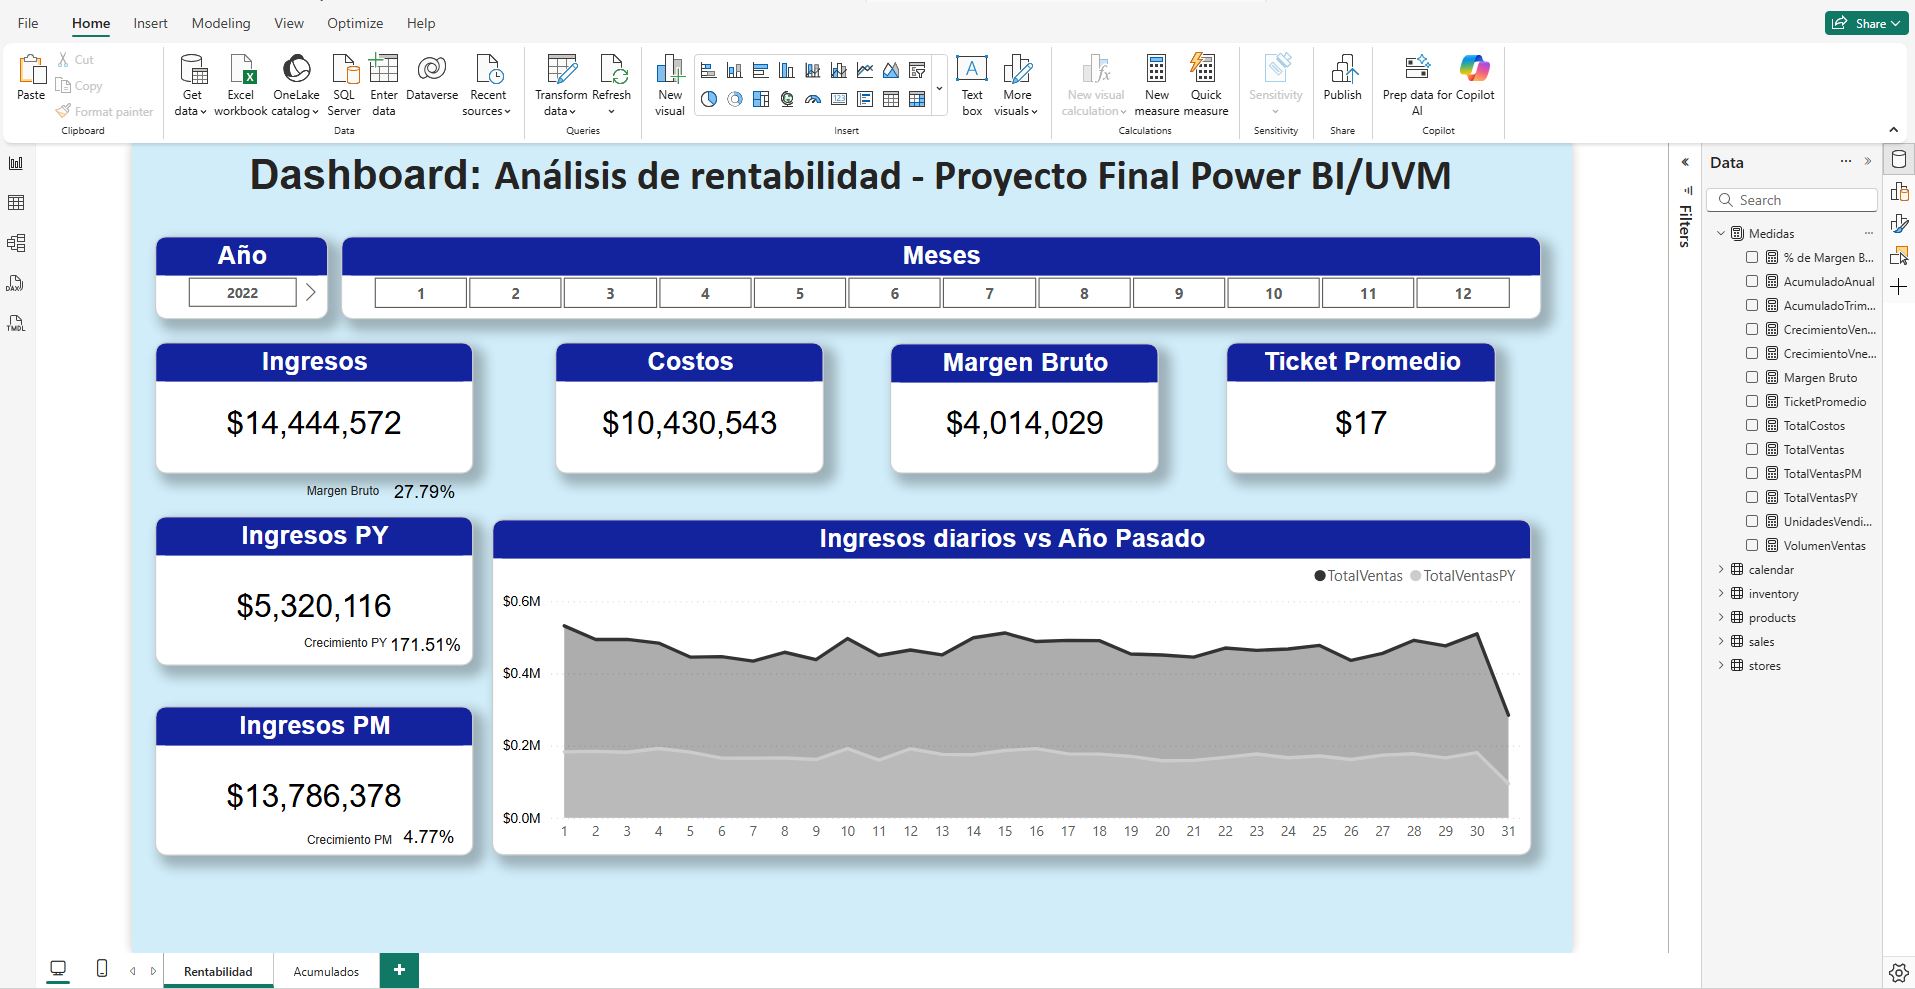 File Home Insert Modeling View Optimize Help Share
Paste
Cut
Copy
Format painter
Clipboard
Get data
Excel workbook
OneLake catalog
SQL Server
Enter data
Dataverse
Recent sources
Data
Transform data
Refresh
Queries
New visual
Text box
More visuals
Insert
New visual calculation
New measure
Quick measure
Calculations
Sensitivity
Sensitivity
Publish
Share
Prep data for AI
Copilot
Copilot
DAX
TMDL
Dashboard: Análisis de rentabilidad - Proyecto Final Power BI/UVM
Año
2022
Meses
1 2 3 4 5 6 7 8 9 10 11 12
Ingresos
$14,444,572
Margen Bruto 27.79%
Costos
$10,430,543
Margen Bruto
$4,014,029
Ticket Promedio
$17
Ingresos PY
$5,320,116
Crecimiento PY 171.51%
Ingresos PM
$13,786,378
Crecimiento PM 4.77%
Ingresos diarios vs Año Pasado
TotalVentas TotalVentasPY
$0.6M
$0.4M
$0.2M
$0.0M
1 2 3 4 5 6 7 8 9 10 11 12 13 14 15 16 17 18 19 20 21 22 23 24 25 26 27 28 29 30 31
Filters
Data
Search
Medidas
% de Margen B...
AcumuladoAnual
AcumuladoTrim...
CrecimientoVen...
CrecimientoVne...
Margen Bruto
TicketPromedio
TotalCostos
TotalVentas
TotalVentasPM
TotalVentasPY
UnidadesVendi...
VolumenVentas
calendar
inventory
products
sales
stores
Rentabilidad
Acumulados